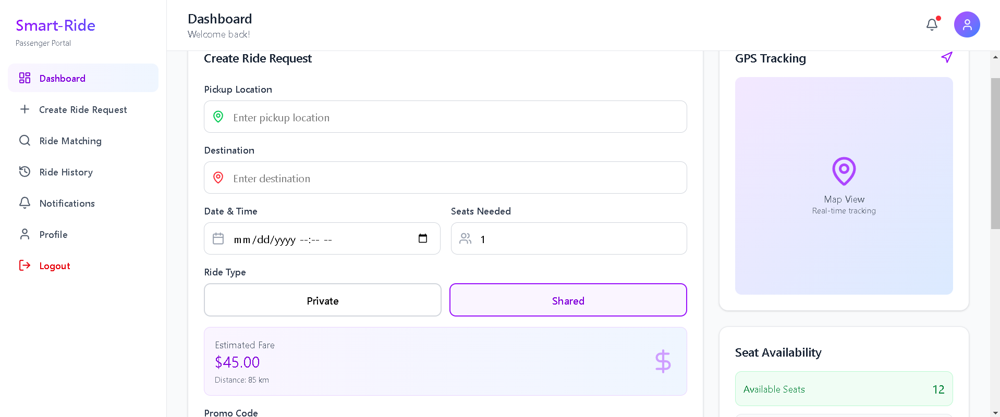 Smart-Ride
Passenger Portal
Dashboard
Create Ride Request
Ride Matching
Ride History
Notifications
Profile
Logout
Dashboard
Welcome back!
Create Ride Request
Pickup Location
Enter pickup location
Destination
Enter destination
Date & Time
Seats Needed
mm/dd/yyyy --:-- --
1
Ride Type
Private
Shared
Estimated Fare
$45.00
Distance: 85 km
Promo Code
GPS Tracking
Map View
Real-time tracking
Seat Availability
Available Seats
12